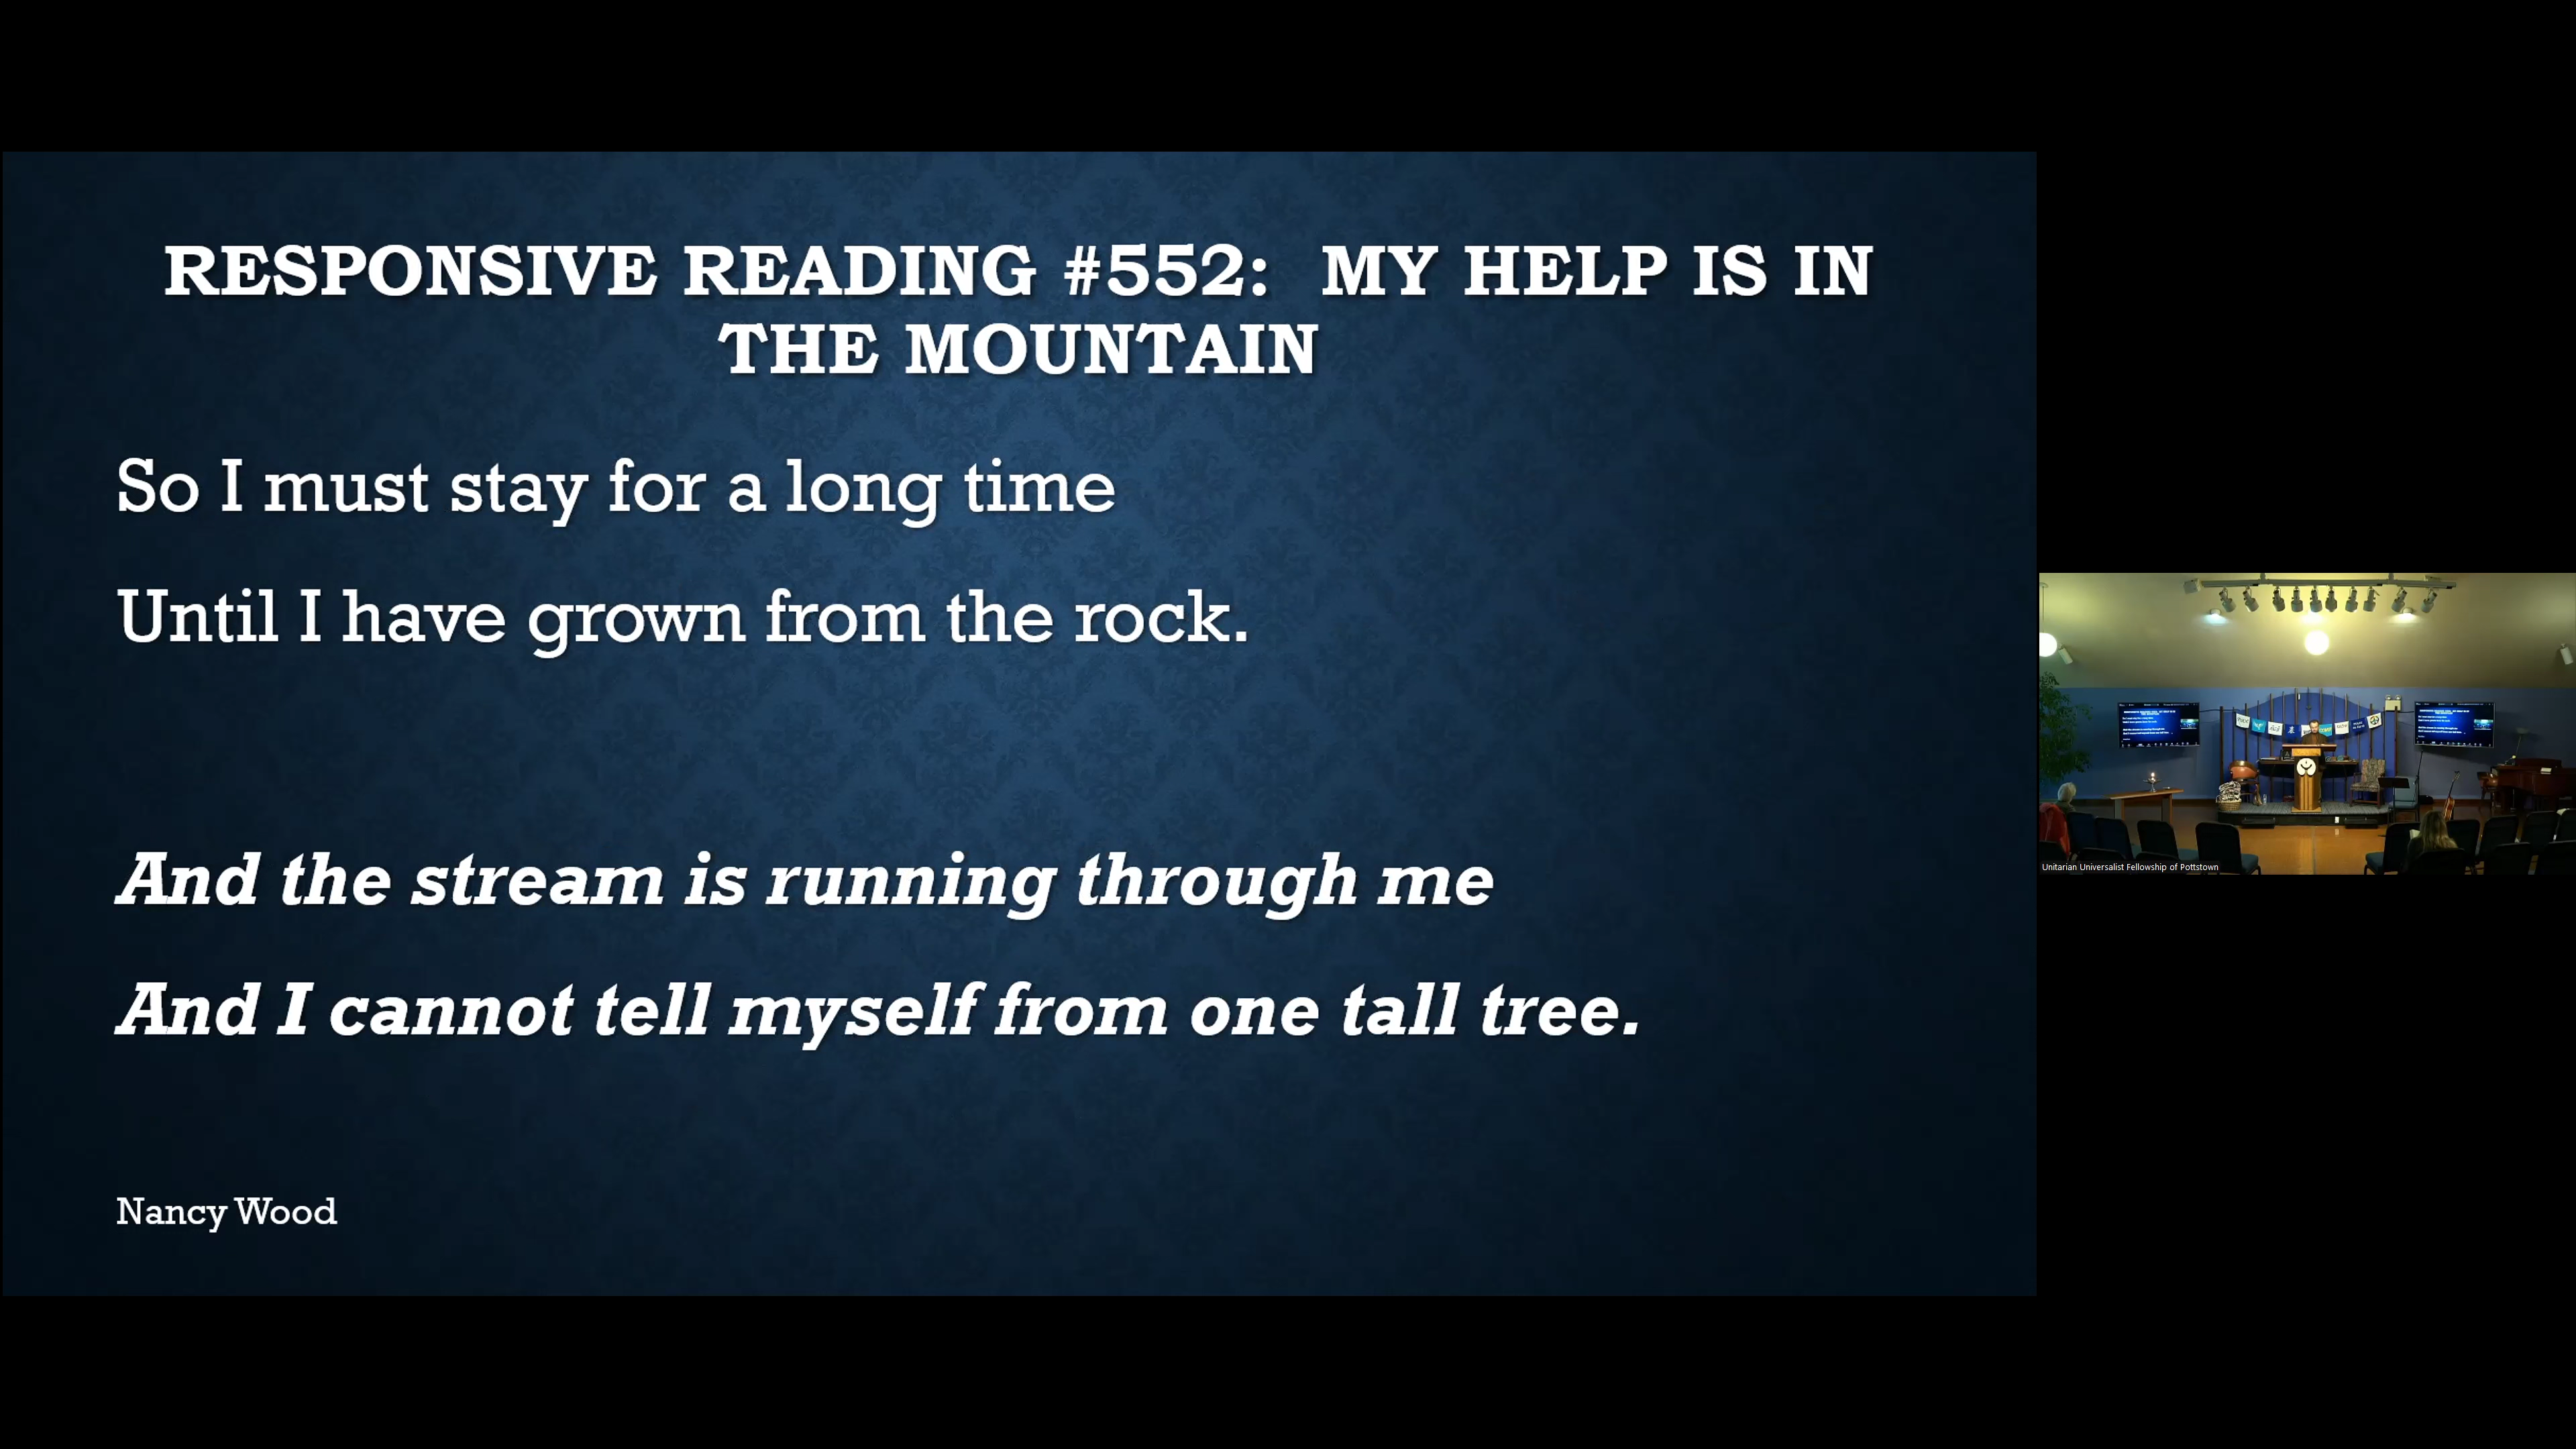 RESPONSIVE READING #552:  MY HELP IS IN
THE MOUNTAIN
So I must stay for a long time
Until I have grown from the rock.
And the stream is running through me
And I cannot tell myself from one tall tree.
Nancy Wood
Unitarian Universalist Fellowship of Pottstown